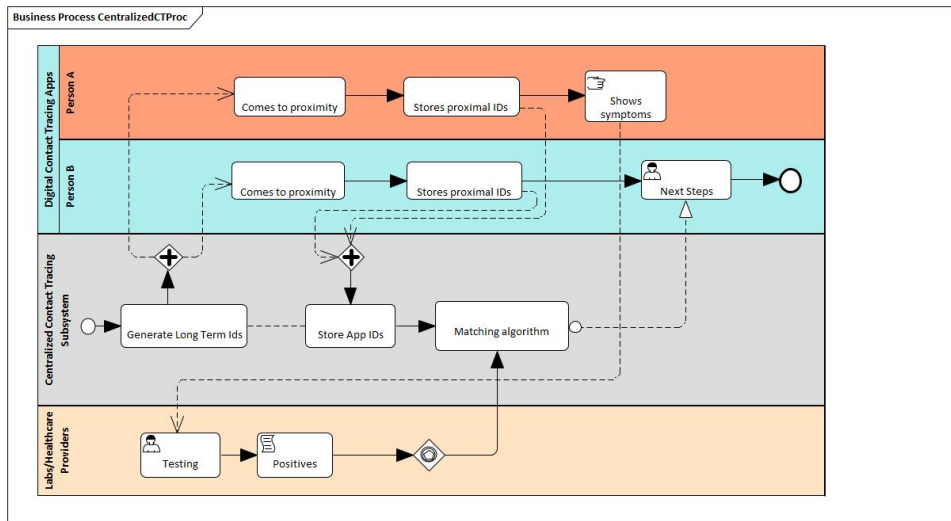 Business Process CentralizedCTProc
Digital Contact Tracing Apps
Person A
Comes to proximity
Stores proximal IDs
Shows
symptoms
Person B
Comes to proximity
Stores proximal IDs
Next Steps
Centralized Contact Tracing
Subsystem
Generate Long Term Ids
Store App IDs
Matching algorithm
Labs/Healthcare
Providers
Testing
Positives